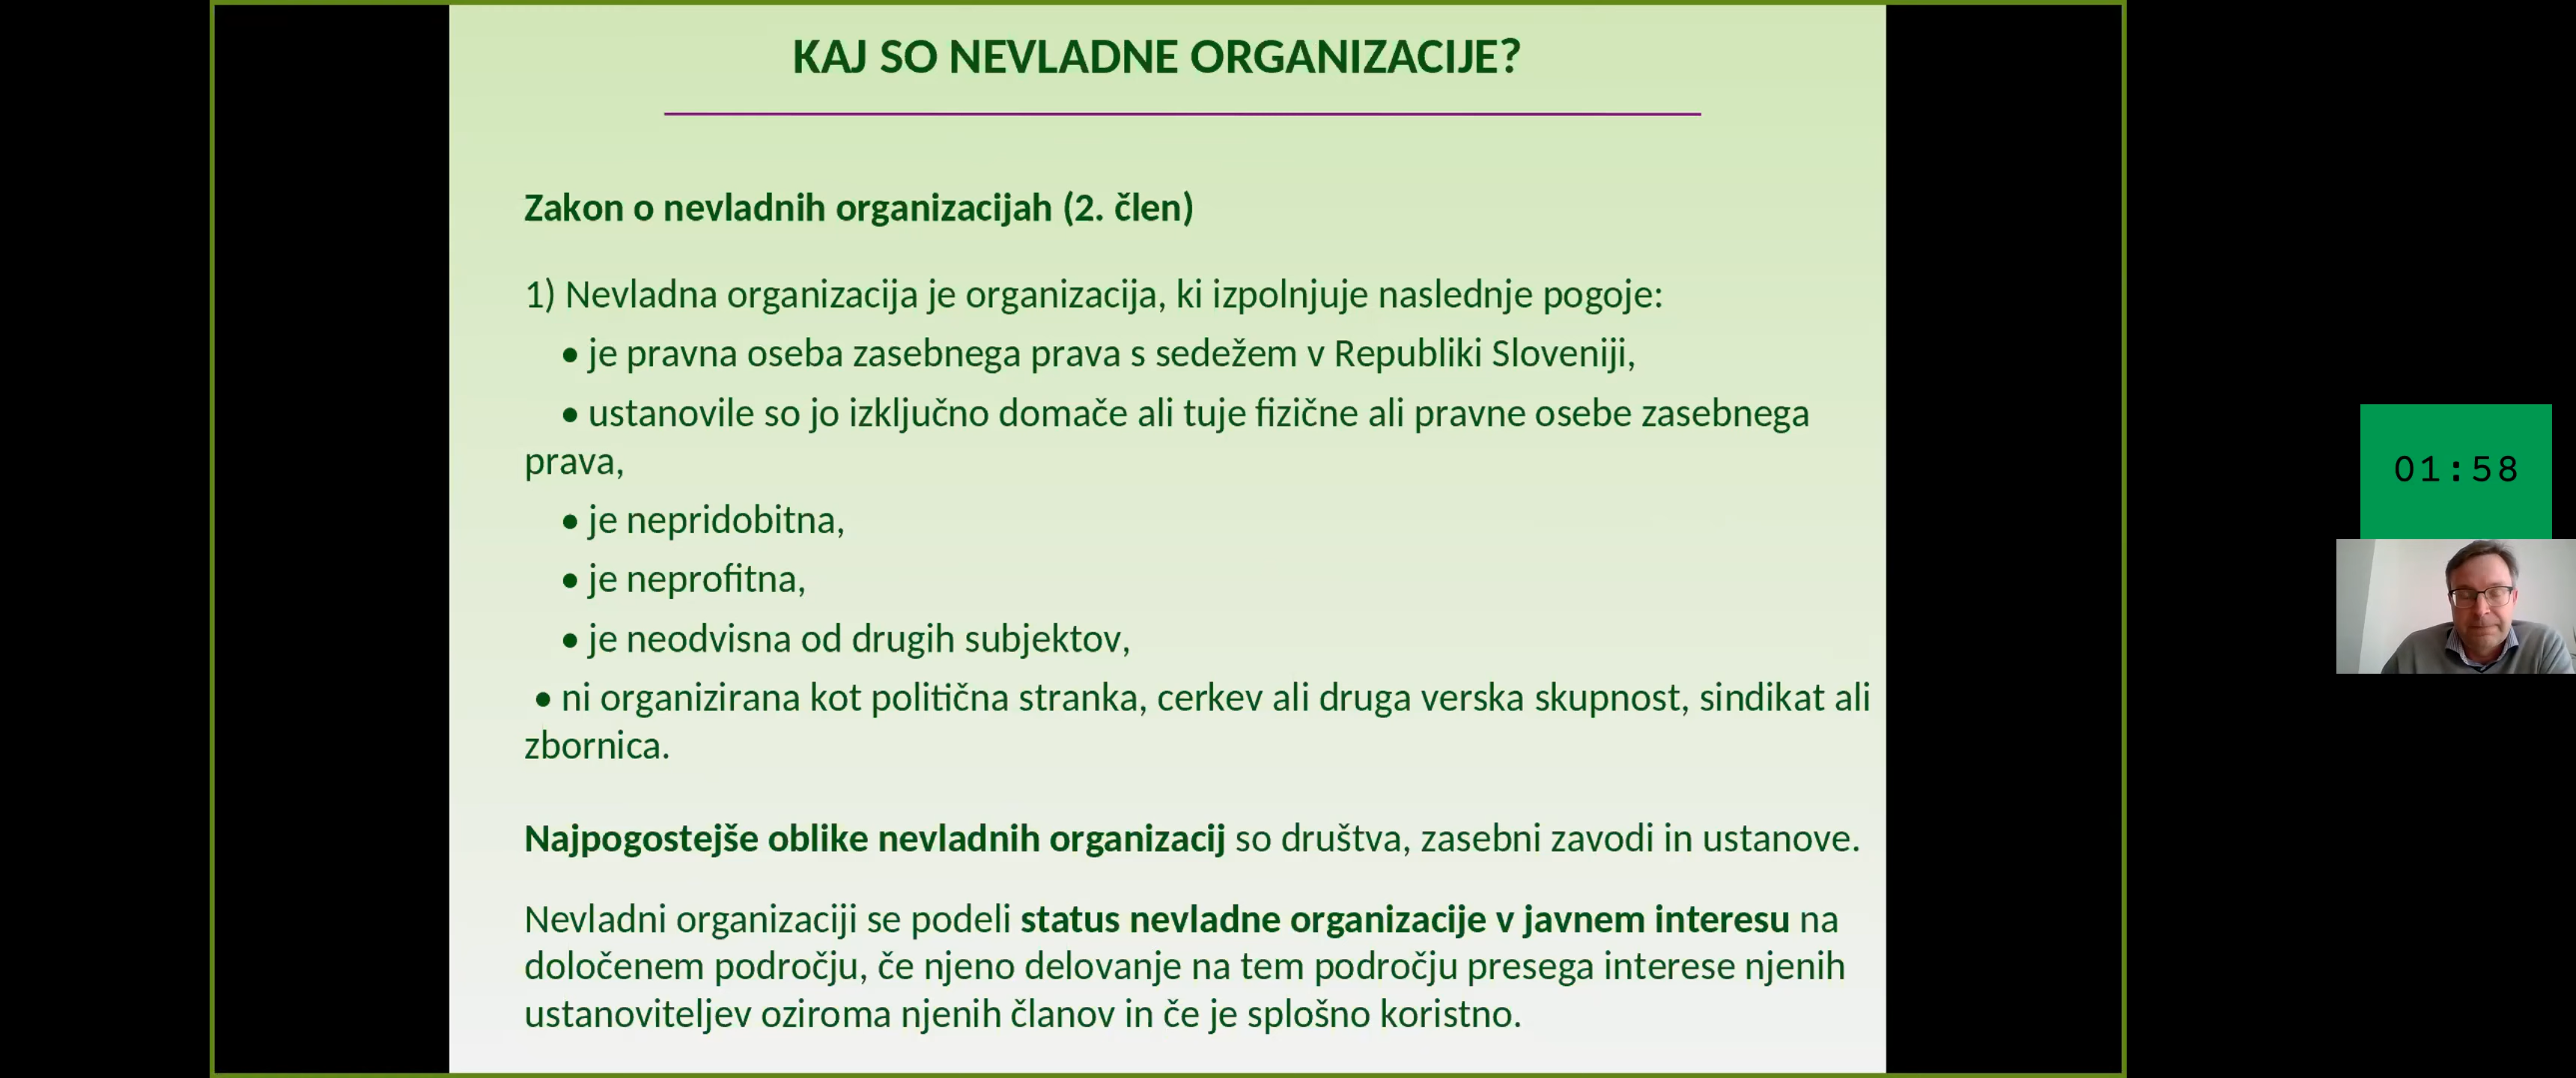 KAJ SO NEVLADNE ORGANIZACIJE?
Zakon o nevladnih organizacijah (2. člen)
1) Nevladna organizacija je organizacija, ki izpolnjuje naslednje pogoje:
• je pravna oseba zasebnega prava s sedežem v Republiki Sloveniji,
• ustanovile so jo izključno domače ali tuje fizične ali pravne osebe zasebnega
prava,
• je nepridobitna,
• je neprofitna,
• je neodvisna od drugih subjektov,
• ni organizirana kot politična stranka, cerkev ali druga verska skupnost, sindikat ali
zbornica.
Najpogostejše oblike nevladnih organizacij so društva, zasebni zavodi in ustanove.
Nevladni organizaciji se podeli status nevladne organizacije v javnem interesu na
določenem področju, če njeno delovanje na tem področju presega interese njenih
ustanoviteljev oziroma njenih članov in če je splošno koristno.
01:58